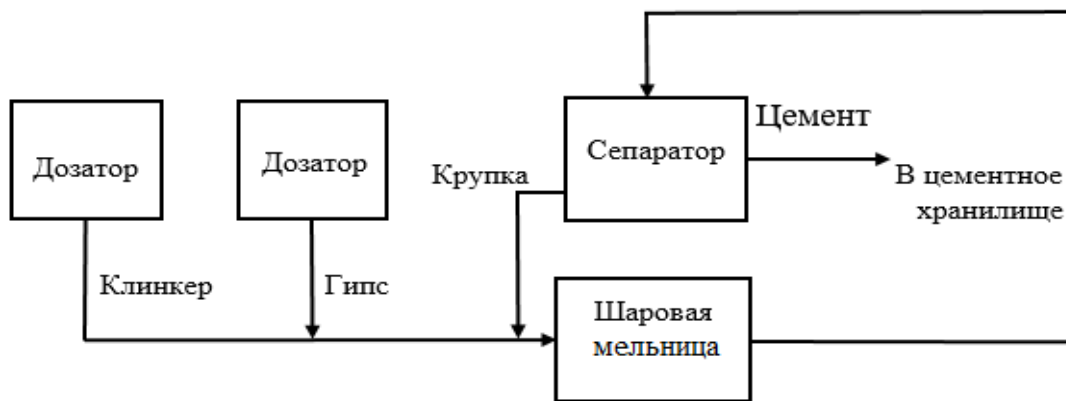 Дозатор
Дозатор
Сепаратор
Цемент
Крупка
В цементное
хранилище
Клинкер
Гипс
Шаровая
мельница